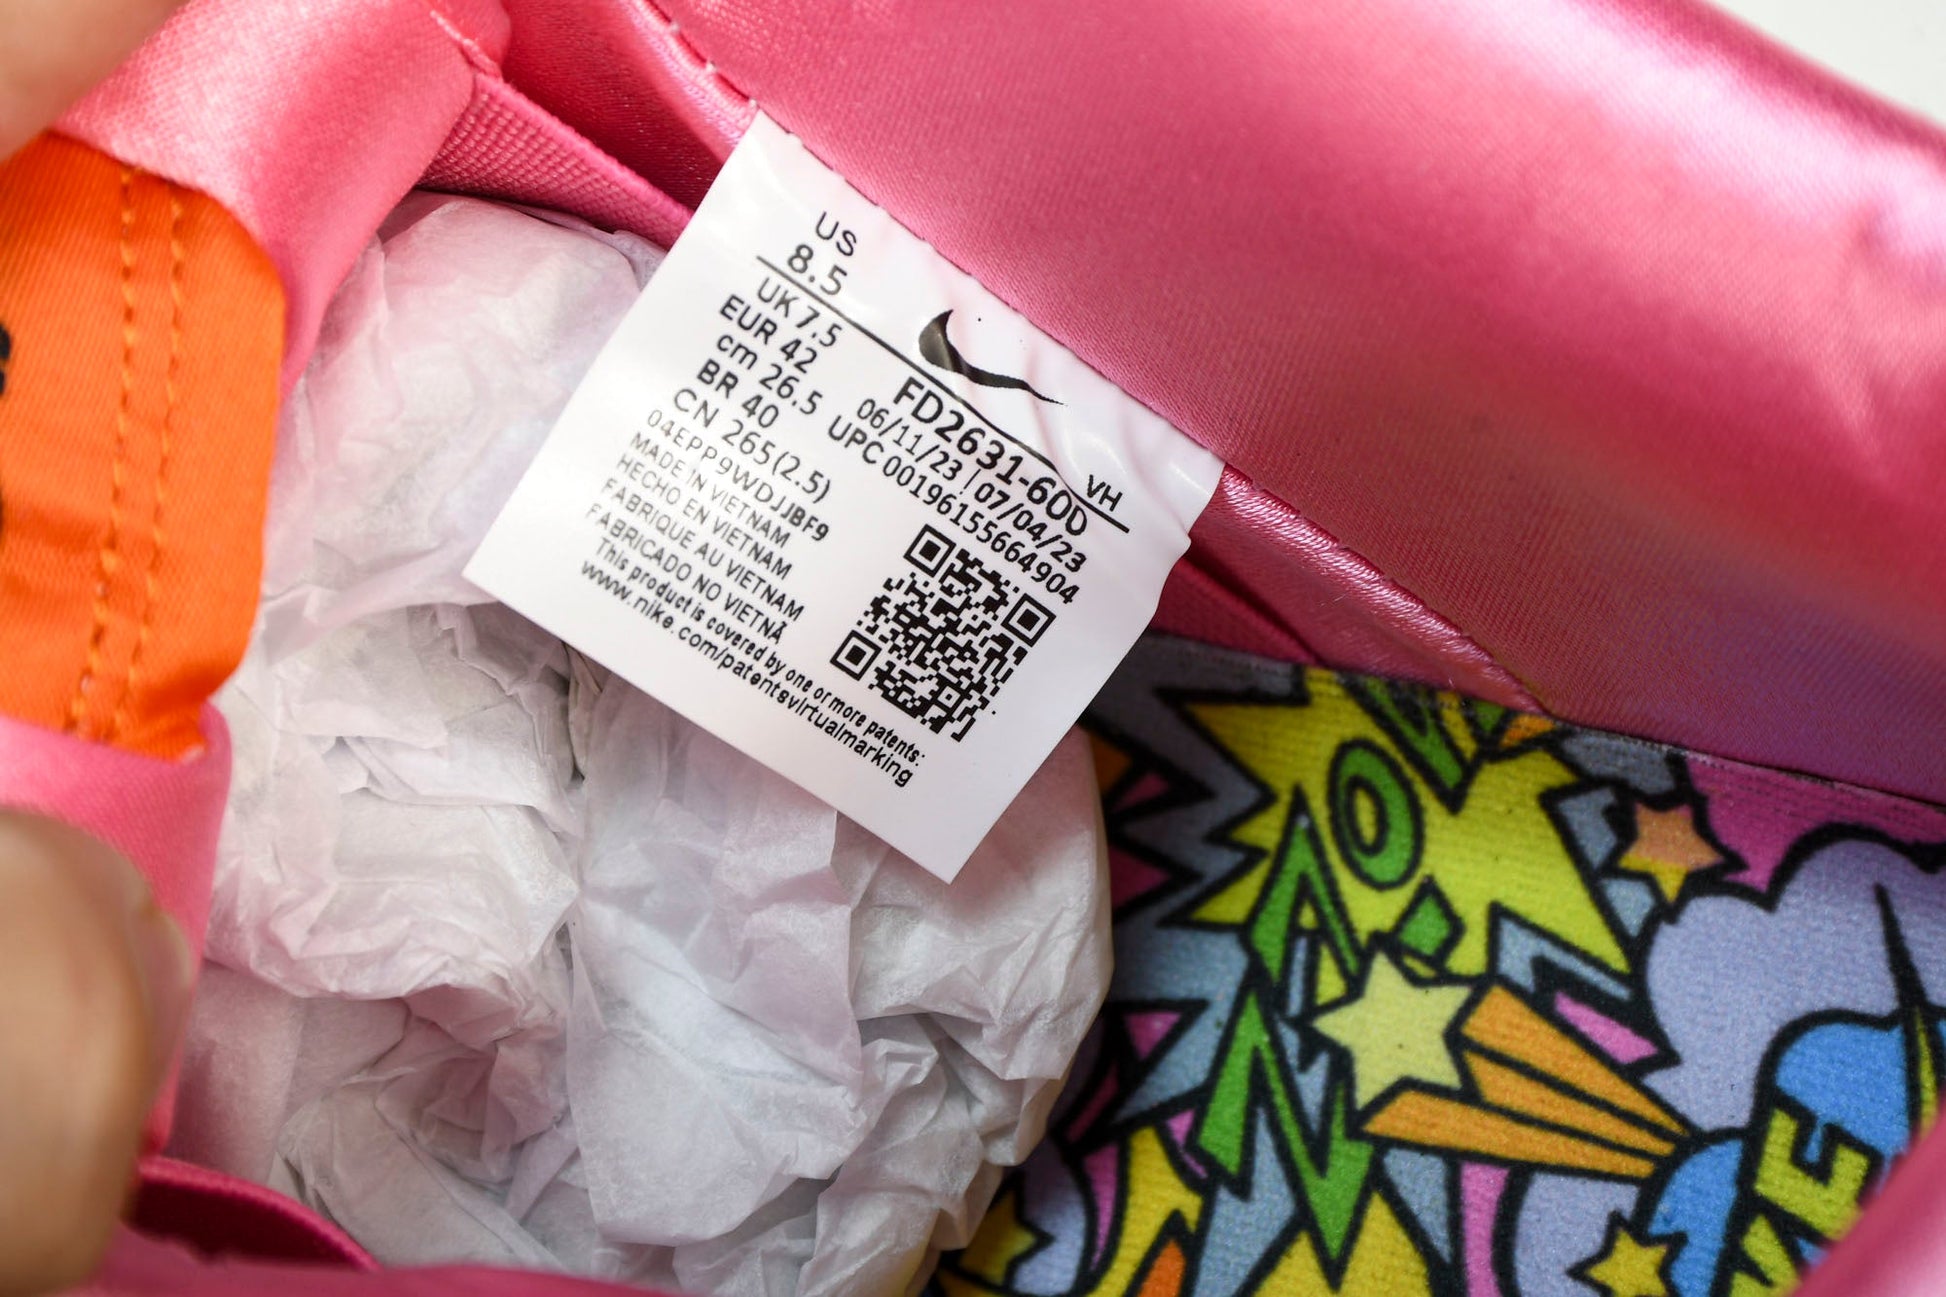 US
8.5
UK 7.5
EUR 42
cm 26.5
BR 40
CN 265(2.5)
04EPP9WDJJBF9
MADE IN VIETNAM
HECHO EN VIETNAM
FABRIQUE AU VIETNAM
FABRICADO NO VIETNÃ
This product is covered by one or more patents:
www.nike.com/patentsvirtualmarking
VH
FD2631-600
06/11/23 | 07/04/23
UPC 00196155664904